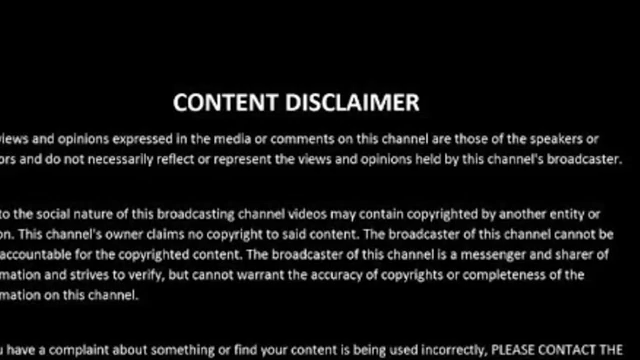 CONTENT DISCLAIMER
views and opinions expressed in the media or comments on this channel are those of the speakers or
and do not necessarily reflect or represent the views and opinions held by this channel's broadcaster.
to the social nature of this broadcasting channel videos may contain copyrighted by another entity or
This channel's owner claims no copyright to said content. The broadcaster of this channel cannot be
accountable for the copyrighted content. The broadcaster of this channel is a messenger and sharer of
and strives to verify, but cannot warrant the accuracy of copyrights or completeness of the
on this channel.
have a complaint about something or find your content is being used incorrectly, PLEASE CONTACT THE